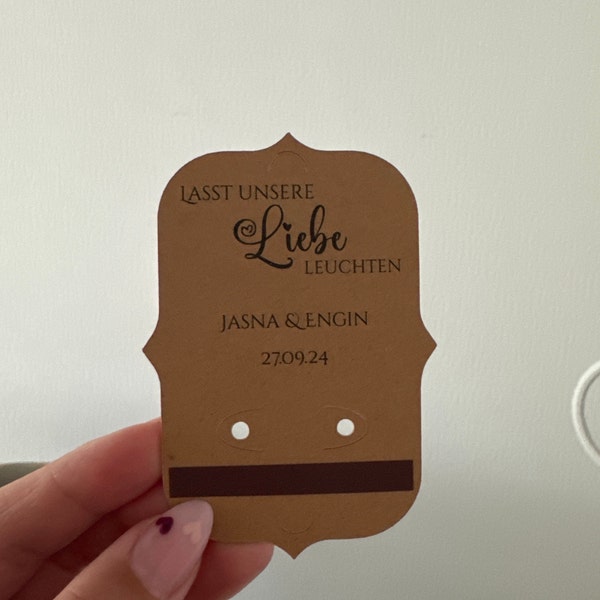 LASST UNSERE
Liebe
LEUCHTEN
JASNA & ENGIN
27.09.24